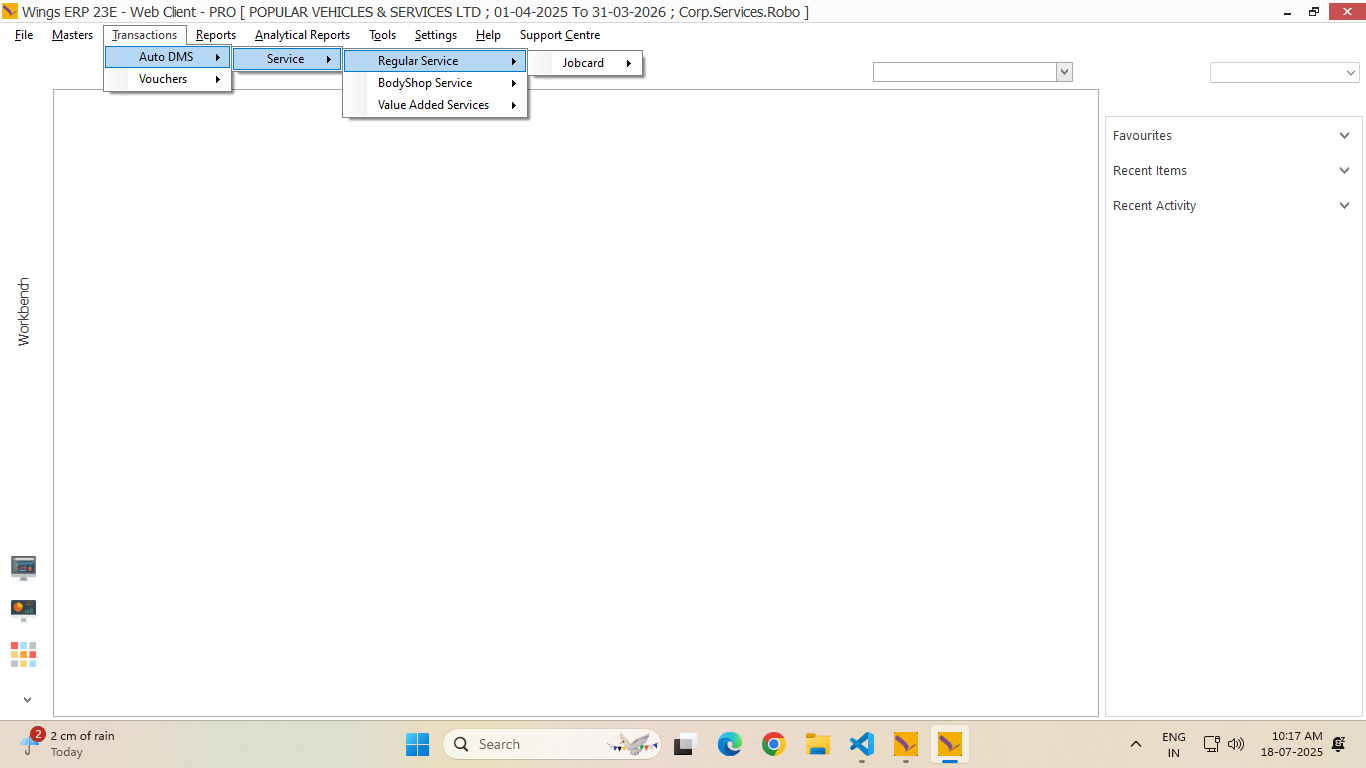 Wings ERP 23E - Web Client - PRO [ POPULAR VEHICLES & SERVICES LTD ; 01-04-2025 To 31-03-2026 ; Corp.Services.Robo ]
File Masters Transactions Reports Analytical Reports Tools Settings Help Support Centre
Auto DMS Service Regular Service Jobcard
Vouchers BodyShop Service
Value Added Services
Favourites
Recent Items
Recent Activity
Workbench
2 2 cm of rain
Today
Search
ENG
IN
10:17 AM
18-07-2025